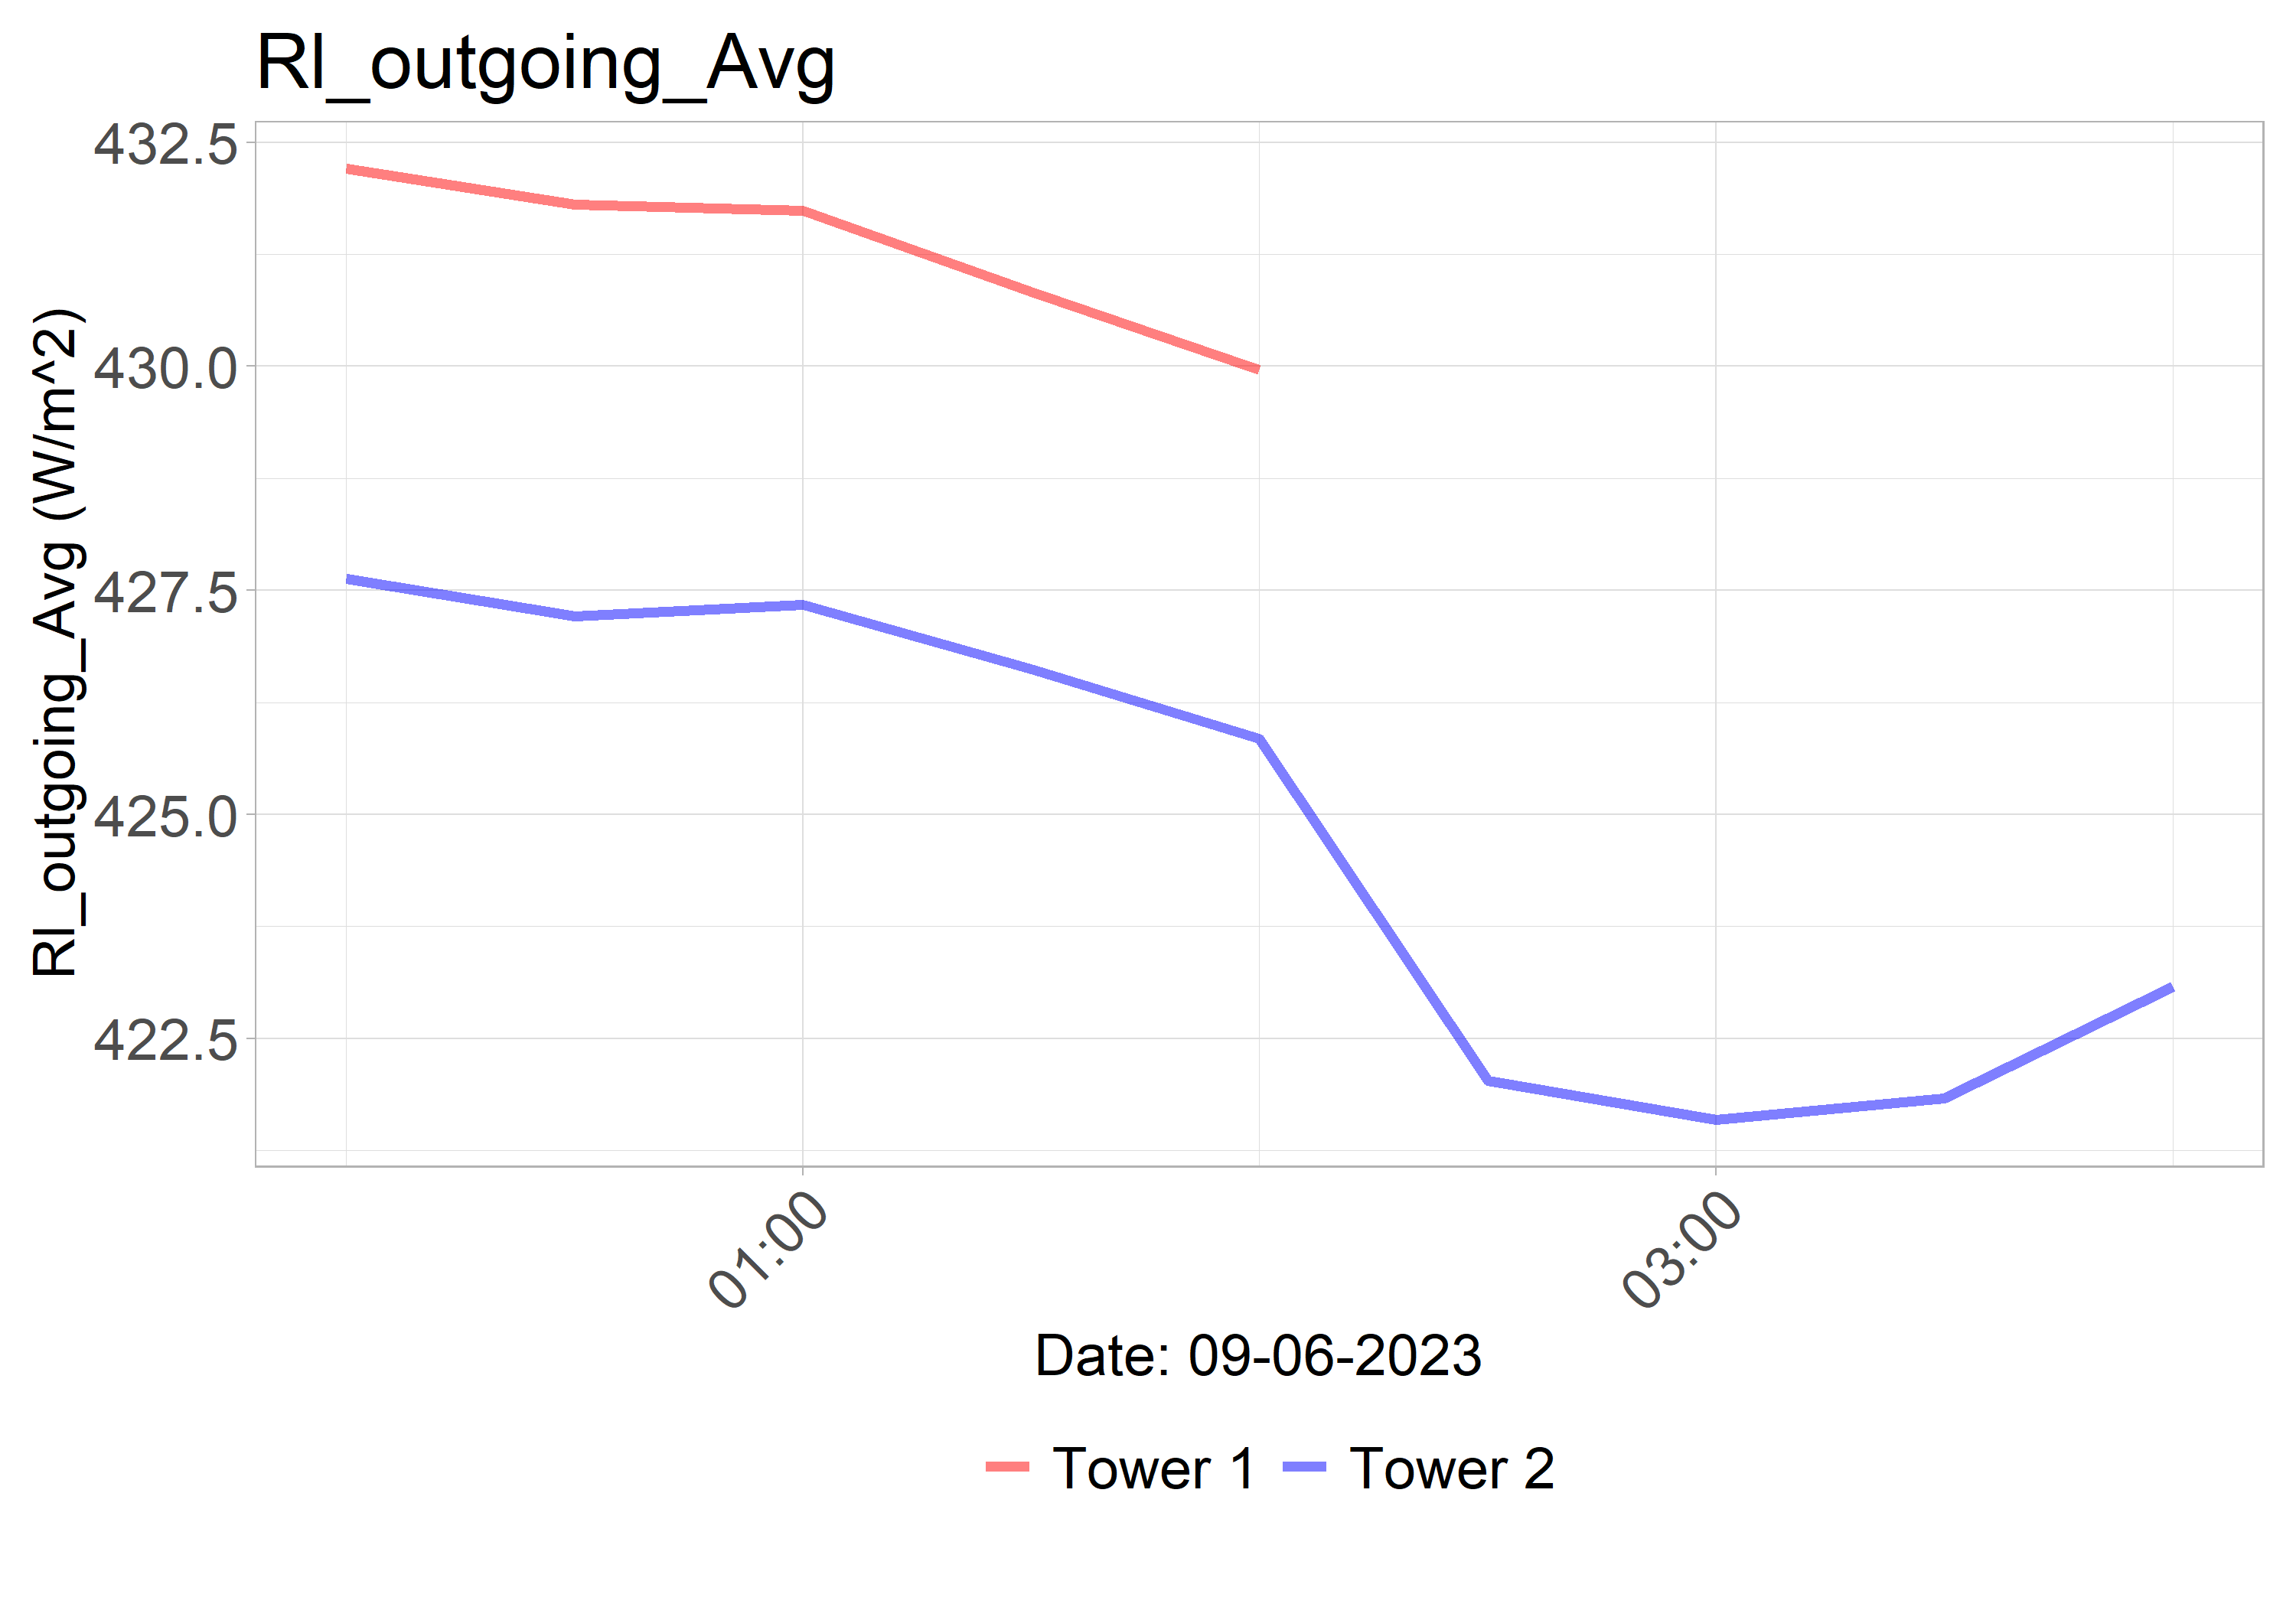 Rl_outgoing_Avg
Rl_outgoing_Avg (W/m^2)
432.5
430.0
427.5
425.0
422.5
01:00
03:00
Date: 09-06-2023
Tower 1
Tower 2